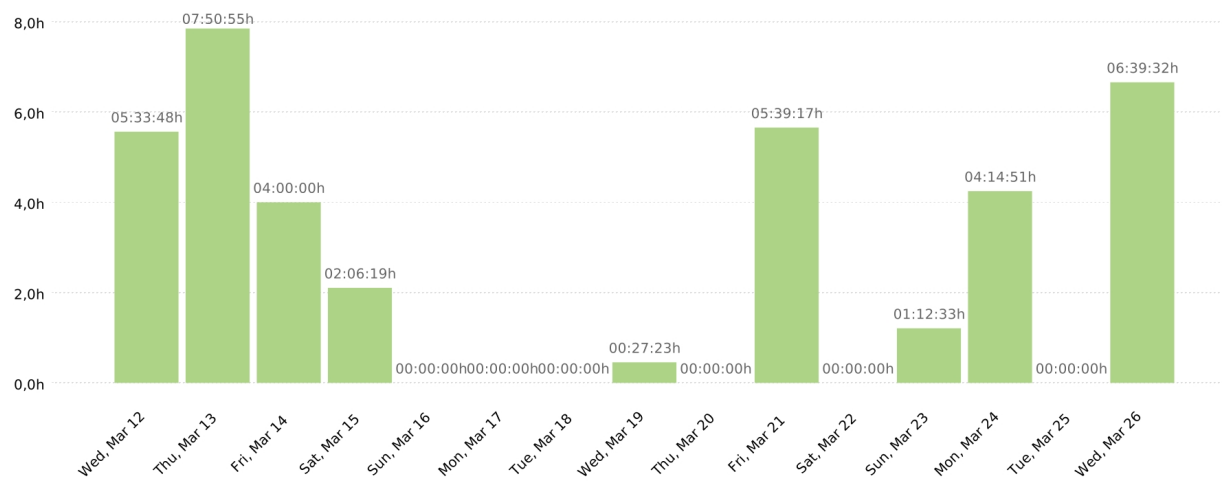 8,0h
6,0h
4,0h
2,0h
0,0h
05:33:48h
07:50:55h
04:00:00h
02:06:19h
00:00:00h
00:00:00h
00:00:00h
00:27:23h
00:00:00h
05:39:17h
00:00:00h
01:12:33h
04:14:51h
00:00:00h
06:39:32h
Wed, Mar 12
Thu, Mar 13
Fri, Mar 14
Sat, Mar 15
Sun, Mar 16
Mon, Mar 17
Tue, Mar 18
Wed, Mar 19
Thu, Mar 20
Fri, Mar 21
Sat, Mar 22
Sun, Mar 23
Mon, Mar 24
Tue, Mar 25
Wed, Mar 26